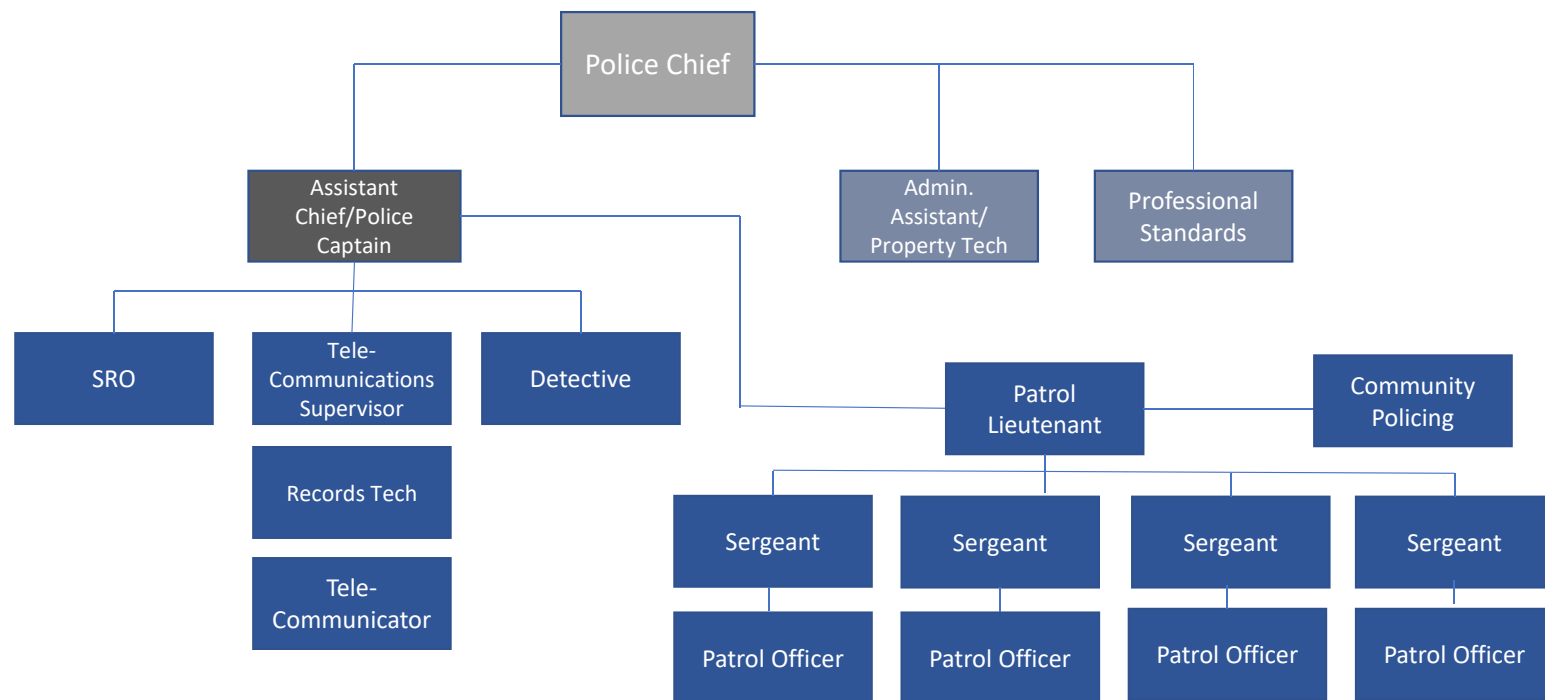 Police Chief
Assistant
Chief/Police
Captain
Admin.
Assistant/
Property Tech
Professional
Standards
SRO
Tele-
Communications
Supervisor
Detective
Patrol
Lieutenant
Community
Policing
Records Tech
Tele-
Communicator
Sergeant
Sergeant
Sergeant
Sergeant
Patrol Officer
Patrol Officer
Patrol Officer
Patrol Officer